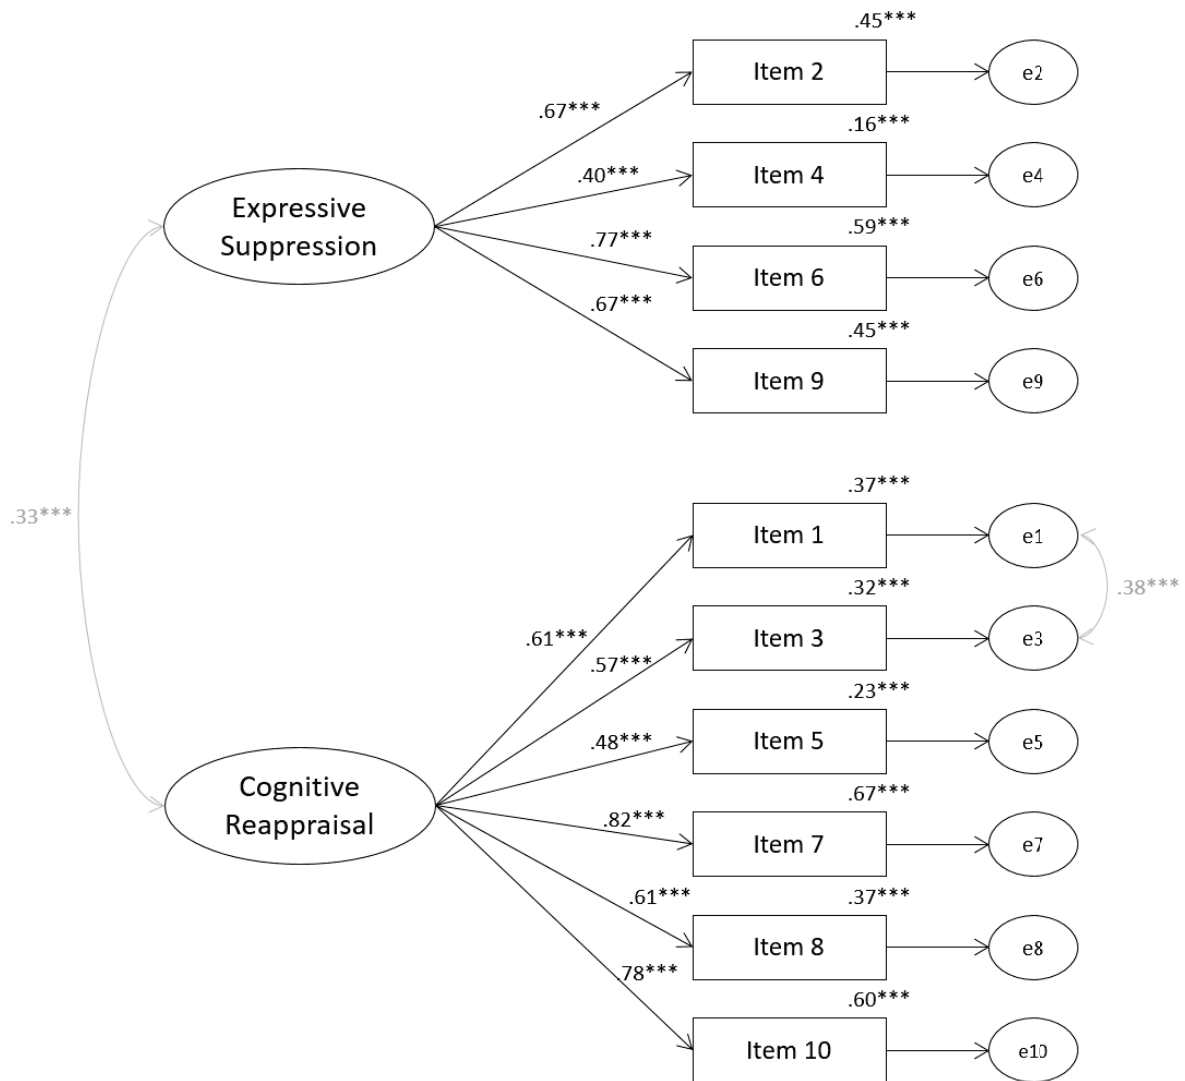 .45***
Item 2
e2
.67***
.16***
Item 4
e4
.40***
Expressive
Suppression
.59***
Item 6
e6
.77***
.67***
.45***
Item 9
e9
.33***
.37***
Item 1
e1
.38***
.32***
Item 3
e3
.61***
.57***
.23***
Item 5
e5
.48***
Cognitive
Reappraisal
.67***
Item 7
e7
.82***
.37***
Item 8
e8
.61***
.78***
.60***
Item 10
e10